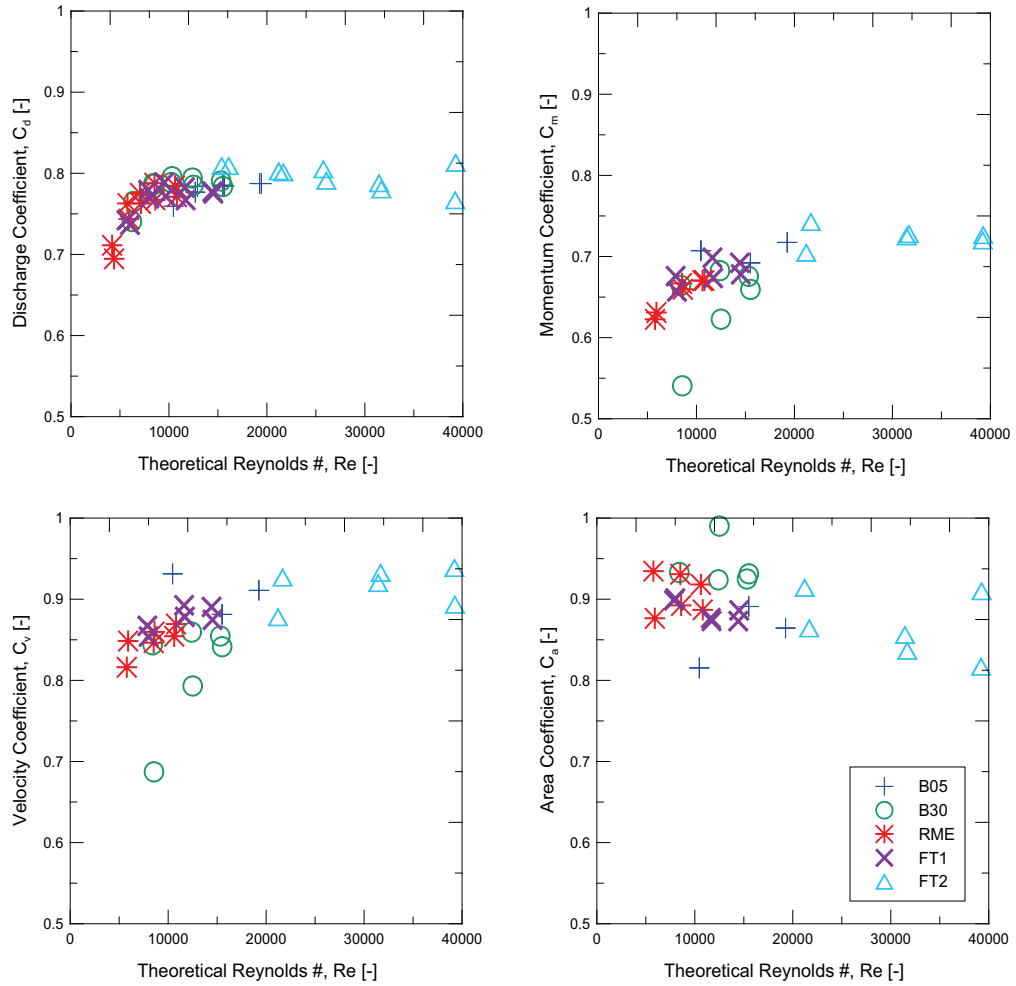 1
0.9
0.8
0.7
0.6
0.5
Discharge Coefficient, C_d [-]
0 10000 20000 30000 40000
Theoretical Reynolds #, Re [-]
1
0.9
0.8
0.7
0.6
0.5
Momentum Coefficient, C_m [-]
0 10000 20000 30000 40000
Theoretical Reynolds #, Re [-]
1
0.9
0.8
0.7
0.6
0.5
Velocity Coefficient, C_v [-]
0 10000 20000 30000 40000
Theoretical Reynolds #, Re [-]
1
0.9
0.8
0.7
0.6
0.5
Area Coefficient, C_a [-]
B05
B30
RME
FT1
FT2
0 10000 20000 30000 40000
Theoretical Reynolds #, Re [-]